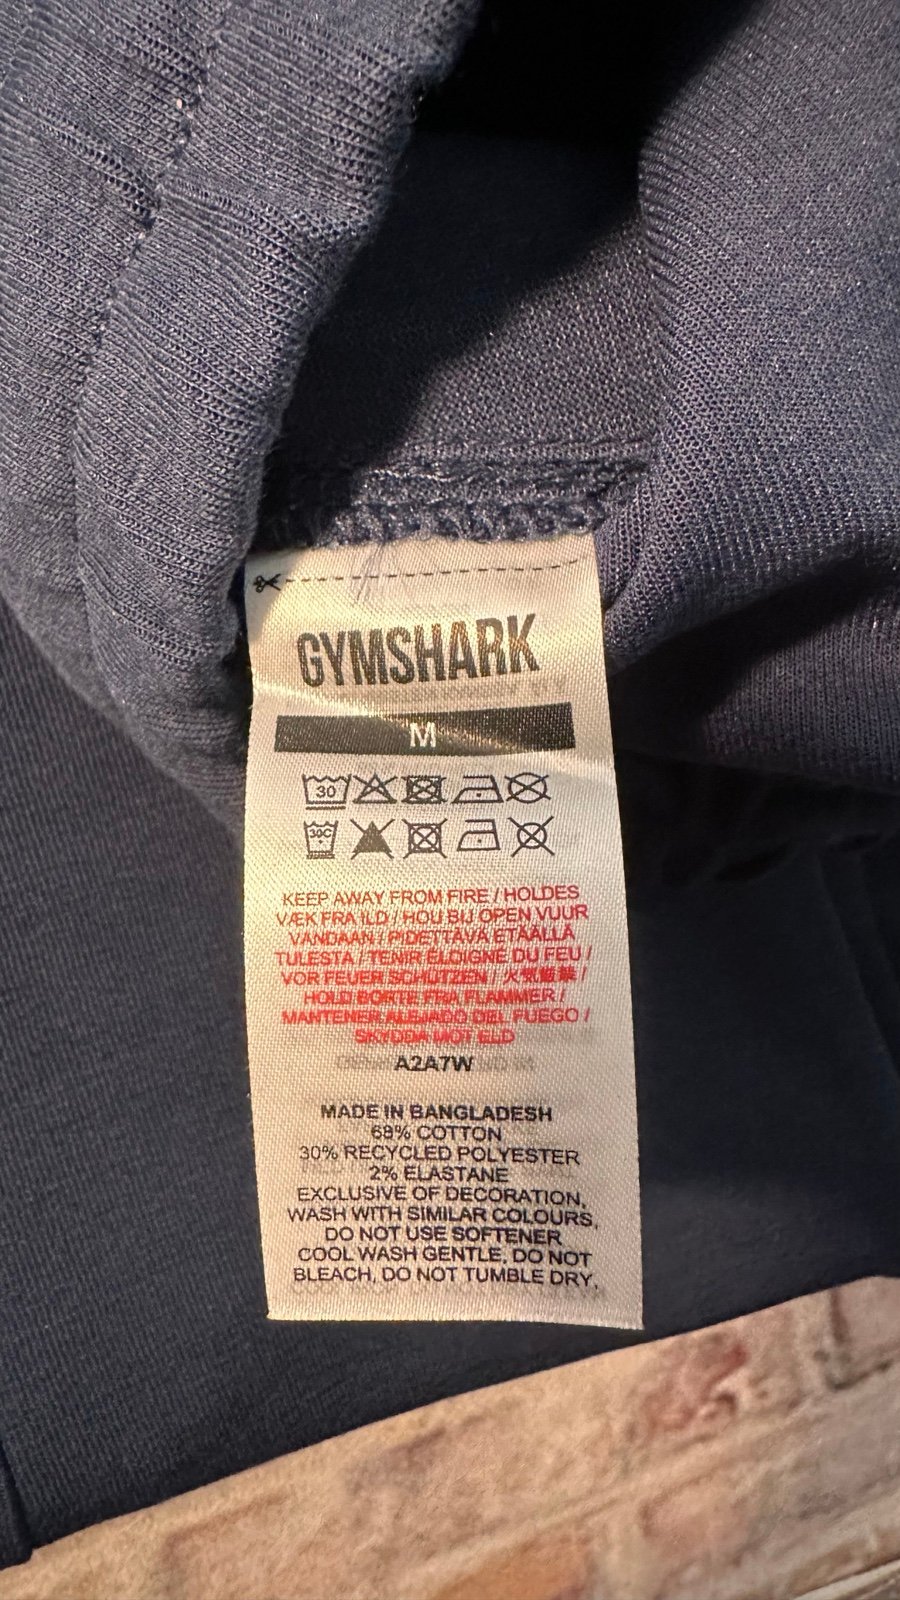 GYMSHARK
M
30
30C
KEEP AWAY FROM FIRE / HOLDES
VÆK FRA ILD / HOU BIJ OPEN VUUR
VANDAAN / PIDETTÄVÄ ETÄÄLLÄ
TULESTA / TENIR ÉLOIGNÉ DU FEU /
VOR FEUER SCHÜTZEN / 火気厳禁 /
HOLD BORTE FRA FLAMMER /
MANTENER ALEJADO DEL FUEGO /
SKYDDA MOT ELD
A2A7W
MADE IN BANGLADESH
68% COTTON
30% RECYCLED POLYESTER
2% ELASTANE
EXCLUSIVE OF DECORATION,
WASH WITH SIMILAR COLOURS,
DO NOT USE SOFTENER
COOL WASH GENTLE, DO NOT
BLEACH, DO NOT TUMBLE DRY,